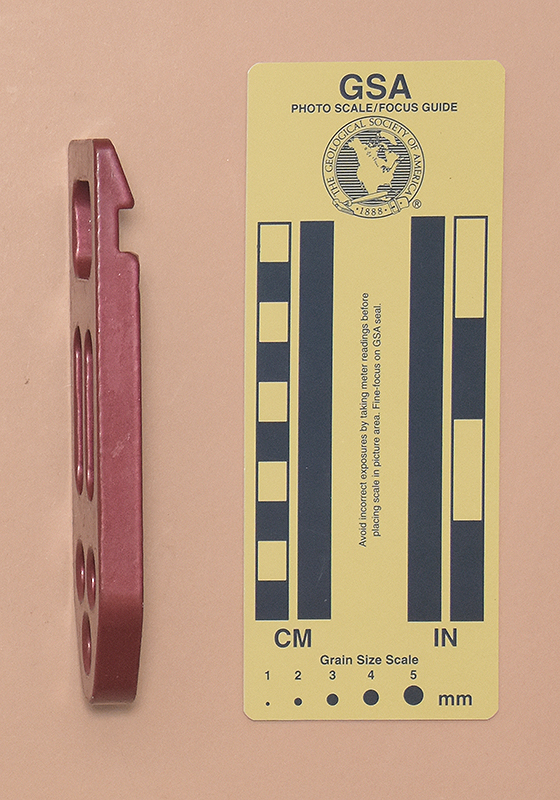 GSA
PHOTO SCALE/FOCUS GUIDE
THE GEOLOGICAL SOCIETY OF AMERICA
·1888·
®
Avoid incorrect exposures by taking meter readings before
placing scale in picture area. Fine-focus on GSA seal.
CM
IN
Grain Size Scale
1 2 3 4 5
mm